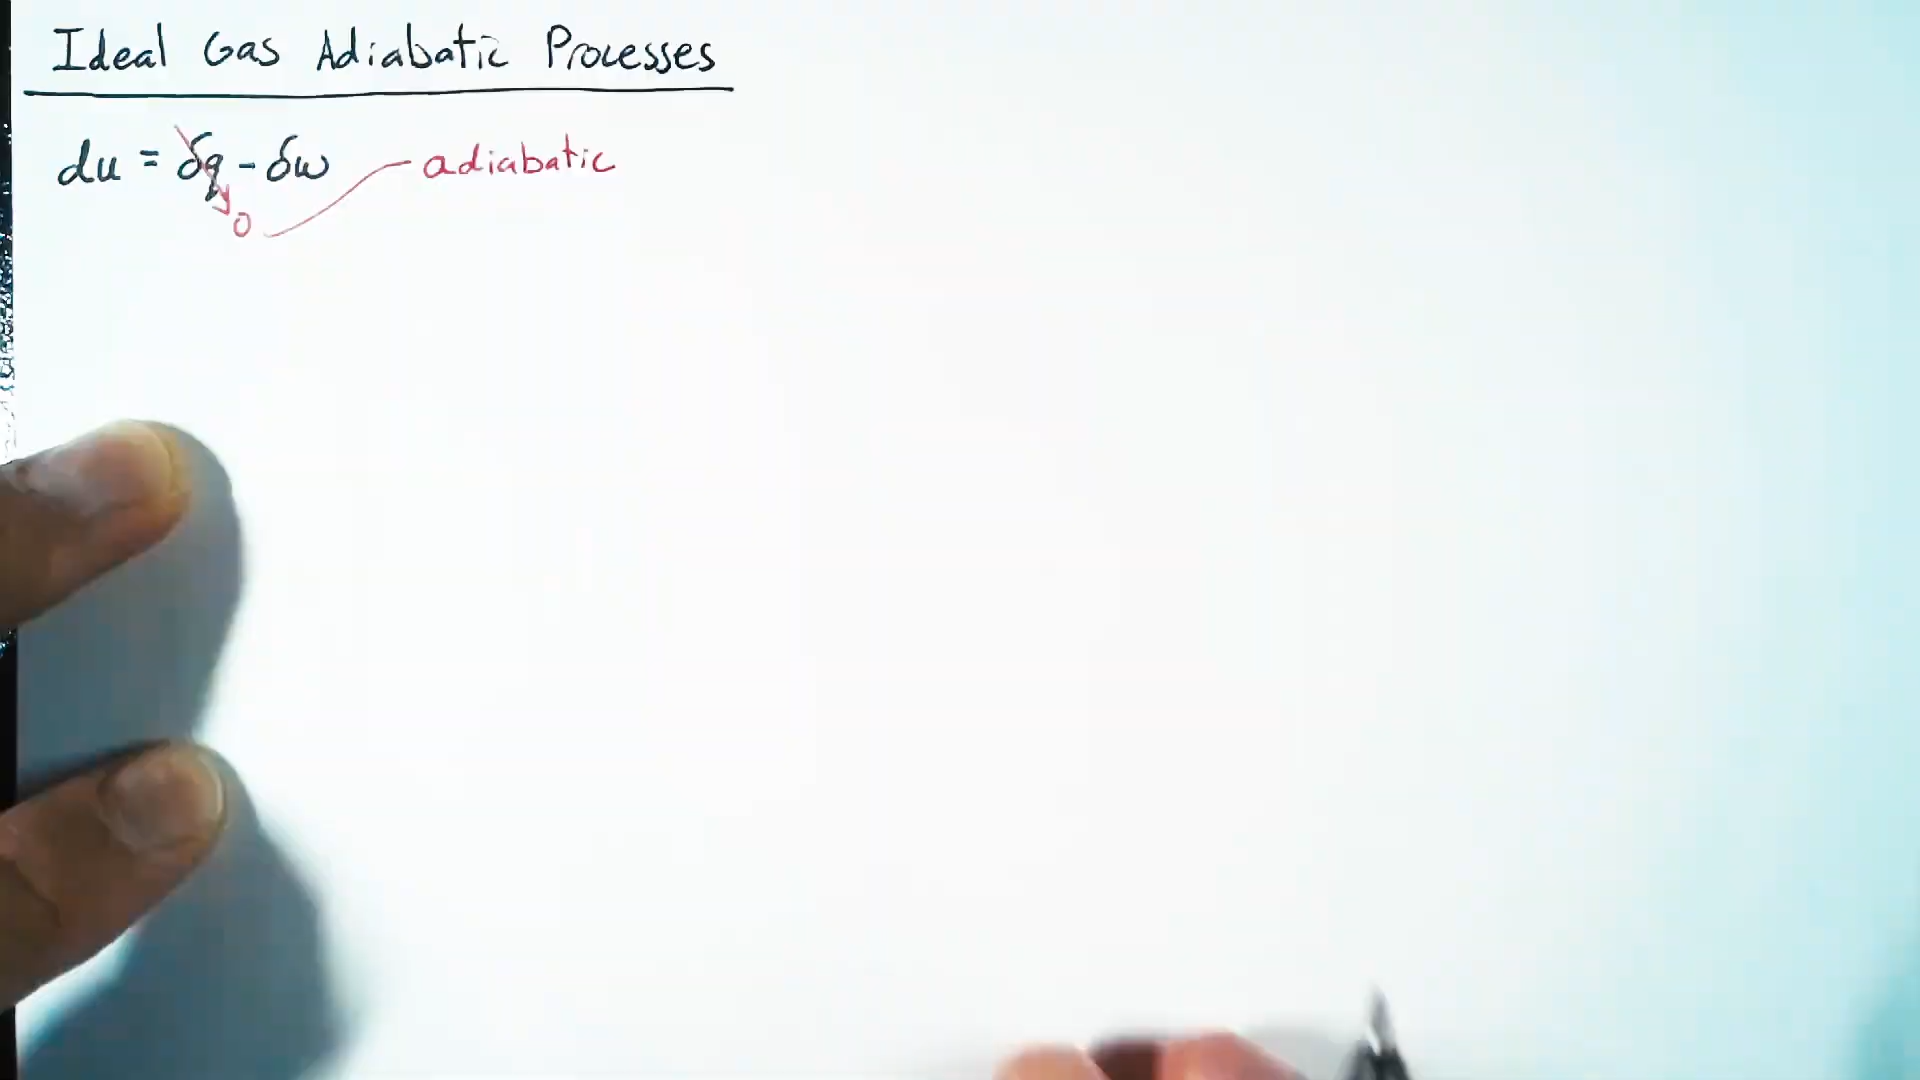 Ideal Gas Adiabatic Processes
du = δq - δw adiabatic
0